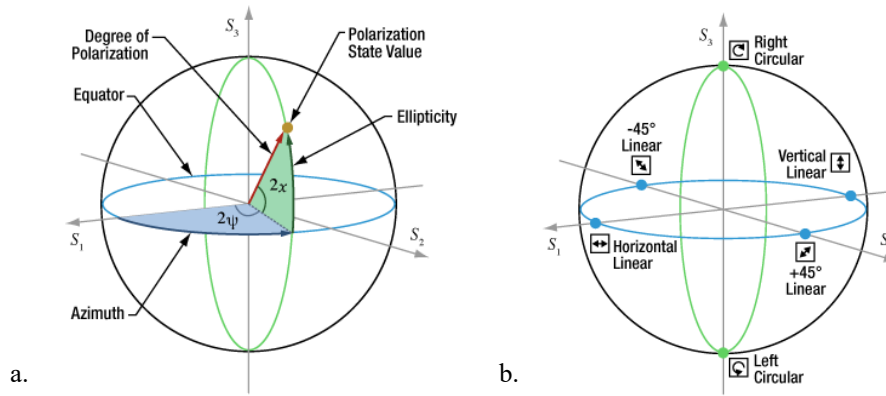 S3
Degree of
Polarization
Polarization
State Value
Equator
Ellipticity
2x
2ψ
S1
S2
Azimuth
a.
S3
Right
Circular
-45°
Linear
Vertical
Linear
S1
Horizontal
Linear
+45°
Linear
S
Left
Circular
b.